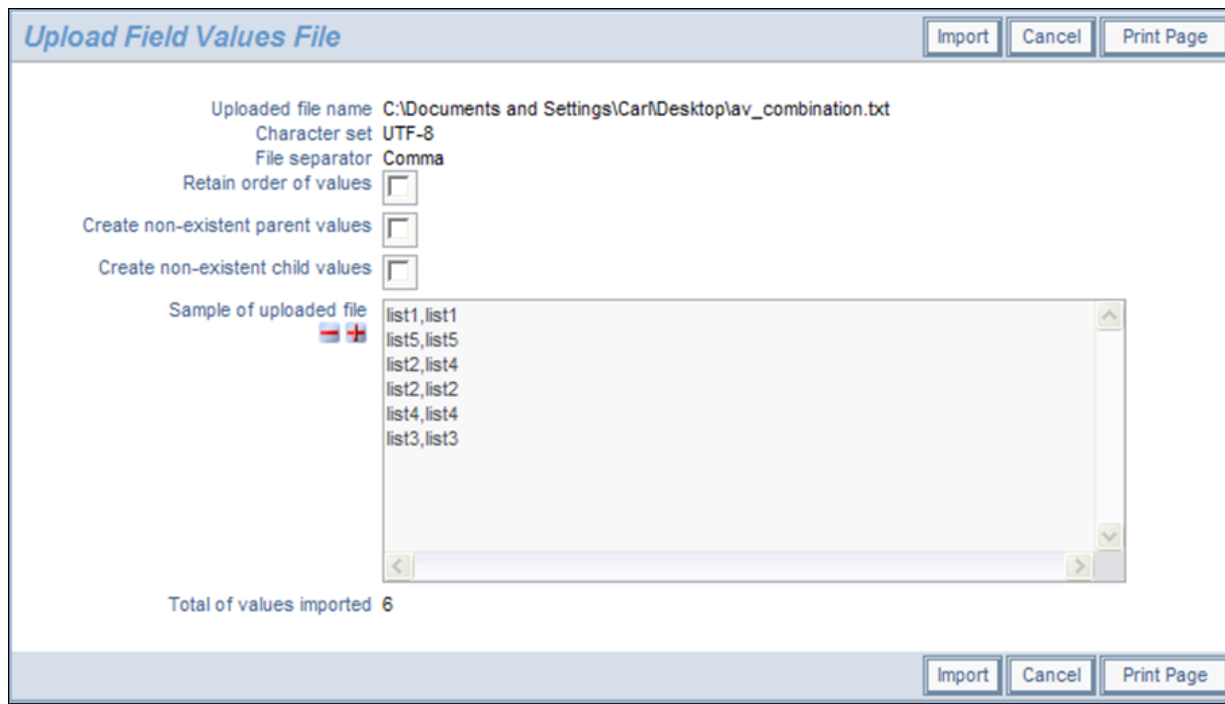 Upload Field Values File
Import Cancel Print Page
Uploaded file name C:\Documents and Settings\Carl\Desktop\av_combination.txt
Character set UTF-8
File separator Comma
Retain order of values
Create non-existent parent values
Create non-existent child values
Sample of uploaded file
list1,list1
list5,list5
list2,list4
list2,list2
list4,list4
list3,list3
Total of values imported 6
Import Cancel Print Page